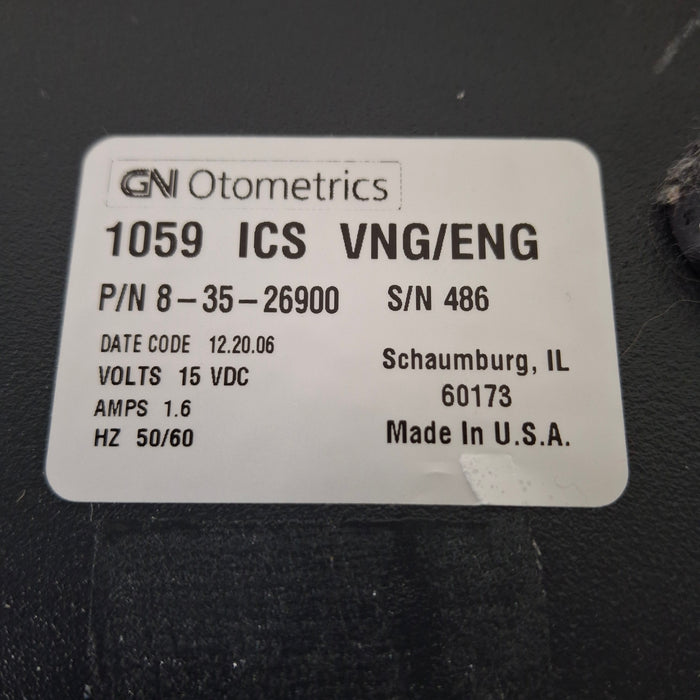 GN Otometrics
1059 ICS VNG/ENG
P/N 8-35-26900 S/N 486
DATE CODE 12.20.06
VOLTS 15 VDC
AMPS 1.6
HZ 50/60
Schaumburg, IL
60173
Made In U.S.A.